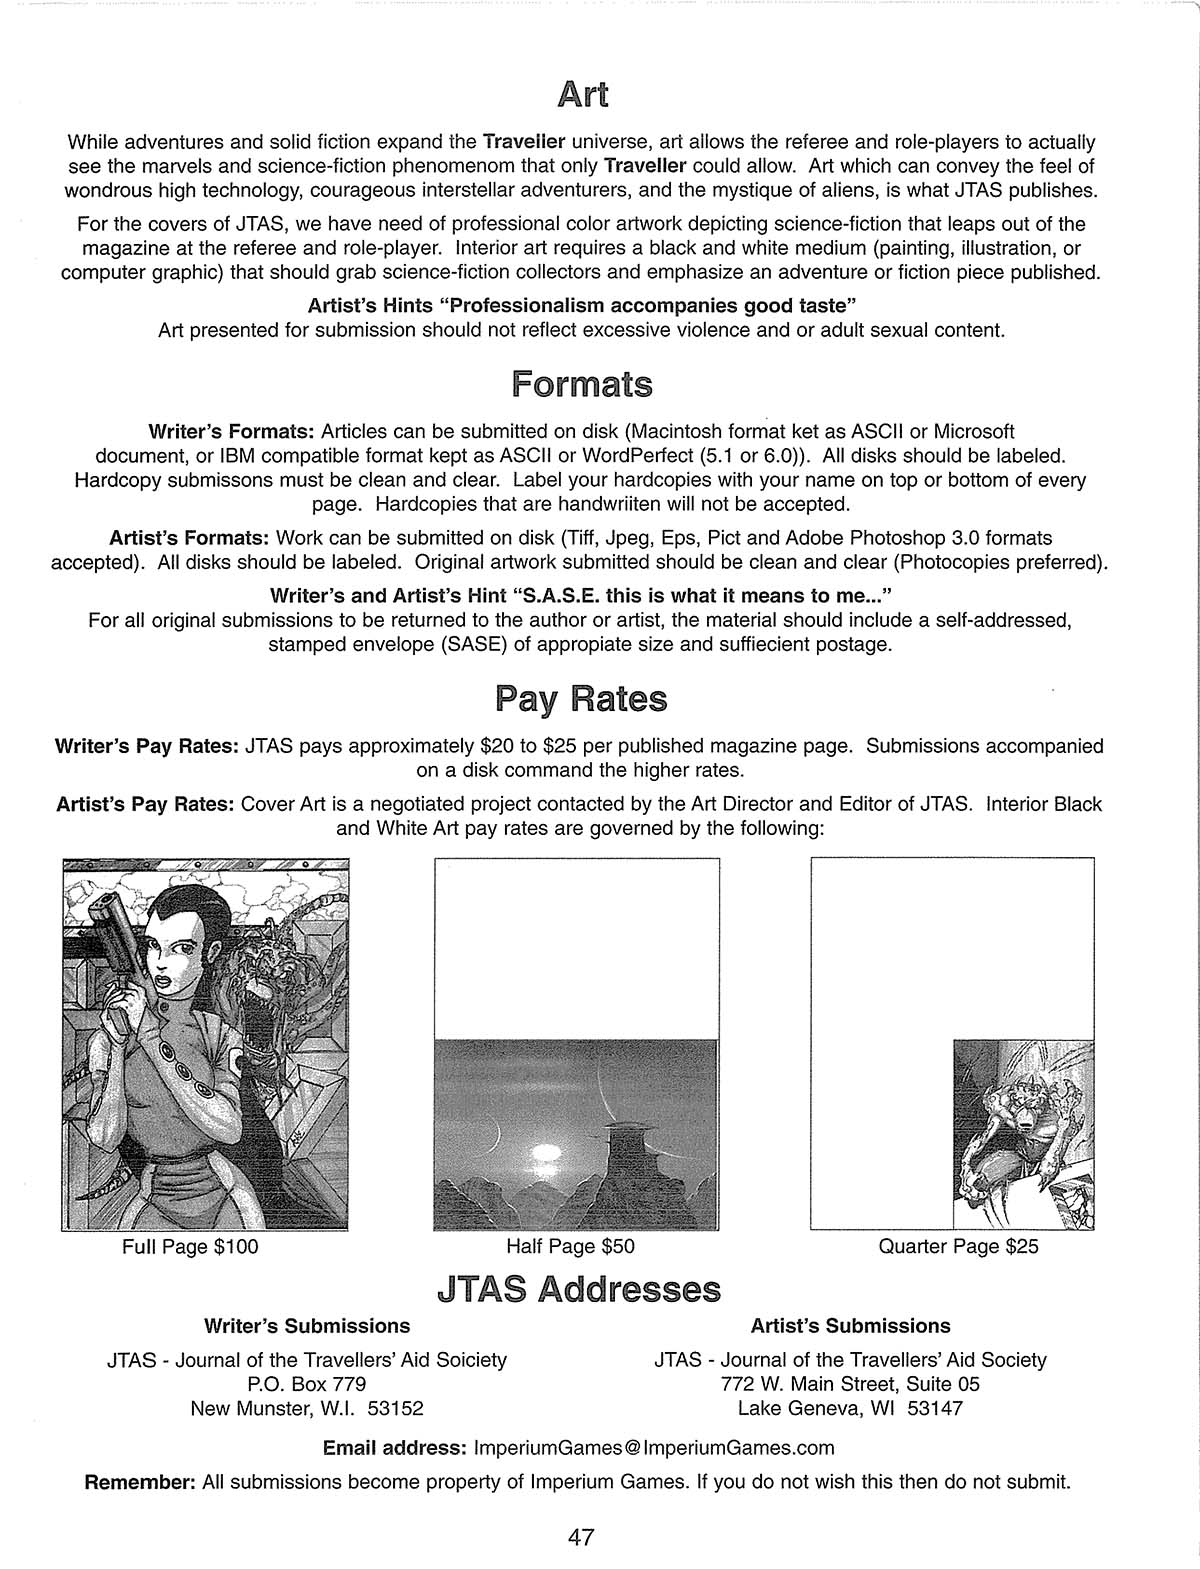 Art
While adventures and solid fiction expand the Traveller universe, art allows the referee and role-players to actually
see the marvels and science-fiction phenomenom that only Traveller could allow. Art which can convey the feel of
wondrous high technology, courageous interstellar adventurers, and the mystique of aliens, is what JTAS publishes.
For the covers of JTAS, we have need of professional color artwork depicting science-fiction that leaps out of the
magazine at the referee and role-player. Interior art requires a black and white medium (painting, illustration, or
computer graphic) that should grab science-fiction collectors and emphasize an adventure or fiction piece published.
Artist's Hints “Professionalism accompanies good taste”
Art presented for submission should not reflect excessive violence and or adult sexual content.
Formats
Writer's Formats: Articles can be submitted on disk (Macintosh format ket as ASCII or Microsoft
document, or IBM compatible format kept as ASCII or WordPerfect (5.1 or 6.0)). All disks should be labeled.
Hardcopy submissons must be clean and clear. Label your hardcopies with your name on top or bottom of every
page. Hardcopies that are handwriiten will not be accepted.
Artist's Formats: Work can be submitted on disk (Tiff, Jpeg, Eps, Pict and Adobe Photoshop 3.0 formats
accepted). All disks should be labeled. Original artwork submitted should be clean and clear (Photocopies preferred).
Writer's and Artist's Hint “S.A.S.E. this is what it means to me...”
For all original submissions to be returned to the author or artist, the material should include a self-addressed,
stamped envelope (SASE) of appropiate size and suffiecient postage.
Pay Rates
Writer's Pay Rates: JTAS pays approximately $20 to $25 per published magazine page. Submissions accompanied
on a disk command the higher rates.
Artist's Pay Rates: Cover Art is a negotiated project contacted by the Art Director and Editor of JTAS. Interior Black
and White Art pay rates are governed by the following:
Full Page $100
Half Page $50
Quarter Page $25
JTAS Addresses
Writer's Submissions
JTAS - Journal of the Travellers' Aid Soiciety
P.O. Box 779
New Munster, W.I. 53152
Artist's Submissions
JTAS - Journal of the Travellers' Aid Society
772 W. Main Street, Suite 05
Lake Geneva, WI 53147
Email address: ImperiumGames@ImperiumGames.com
Remember: All submissions become property of Imperium Games. If you do not wish this then do not submit.
47